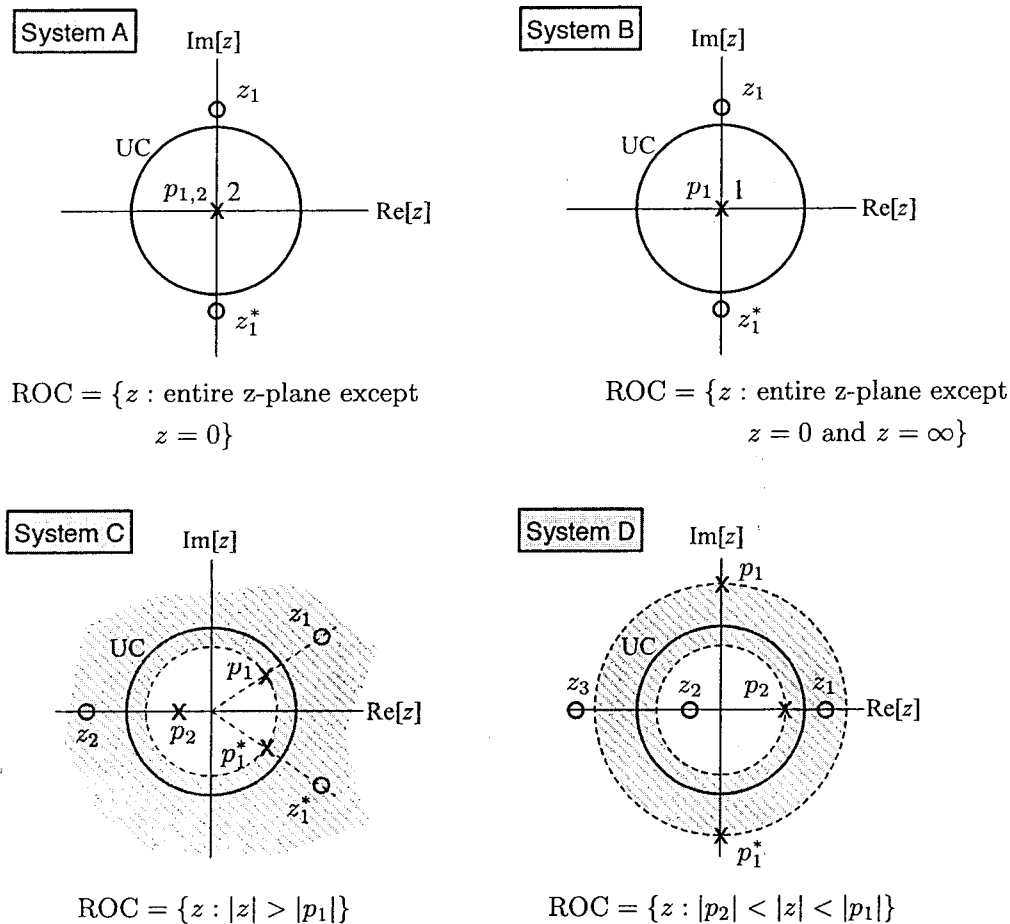 System A
Im[z]
z₁
UC
p₁,₂ 2
Re[z]
z₁*
ROC = {z : entire z-plane except
z = 0}
System B
Im[z]
z₁
UC
p₁ 1
Re[z]
z₁*
ROC = {z : entire z-plane except
z = 0 and z = ∞}
System C
Im[z]
z₁
UC
p₁
Re[z]
z₂
p₂
p₁*
z₁*
ROC = {z : |z| > |p₁|}
System D
Im[z]
p₁
UC
z₃ z₂ p₂ z₁
Re[z]
p₁*
ROC = {z : |p₂| < |z| < |p₁|}